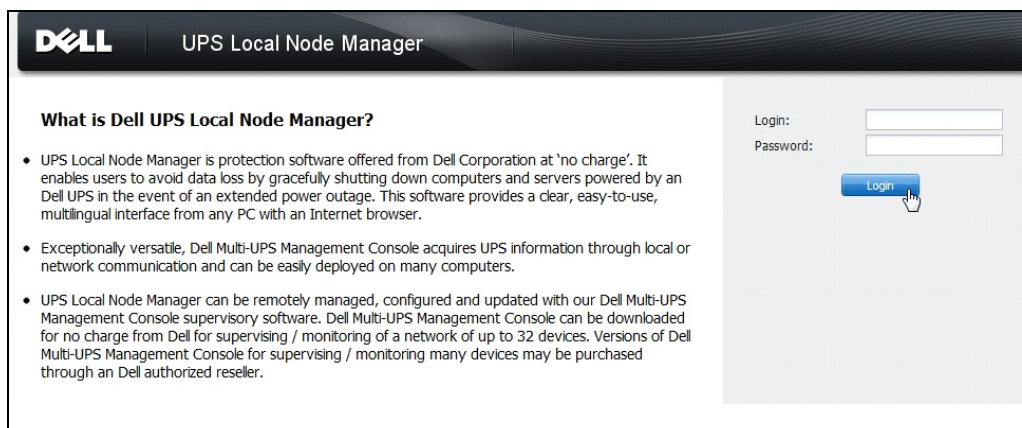 DELL
UPS Local Node Manager
What is Dell UPS Local Node Manager?
• UPS Local Node Manager is protection software offered from Dell Corporation at ‘no charge’. It
enables users to avoid data loss by gracefully shutting down computers and servers powered by an
Dell UPS in the event of an extended power outage. This software provides a clear, easy-to-use,
multilingual interface from any PC with an Internet browser.
• Exceptionally versatile, Dell Multi-UPS Management Console acquires UPS information through local or
network communication and can be easily deployed on many computers.
• UPS Local Node Manager can be remotely managed, configured and updated with our Dell Multi-UPS
Management Console supervisory software. Dell Multi-UPS Management Console can be downloaded
for no charge from Dell for supervising / monitoring of a network of up to 32 devices. Versions of Dell
Multi-UPS Management Console for supervising / monitoring many devices may be purchased
through an Dell authorized reseller.
Login:
Password:
Login